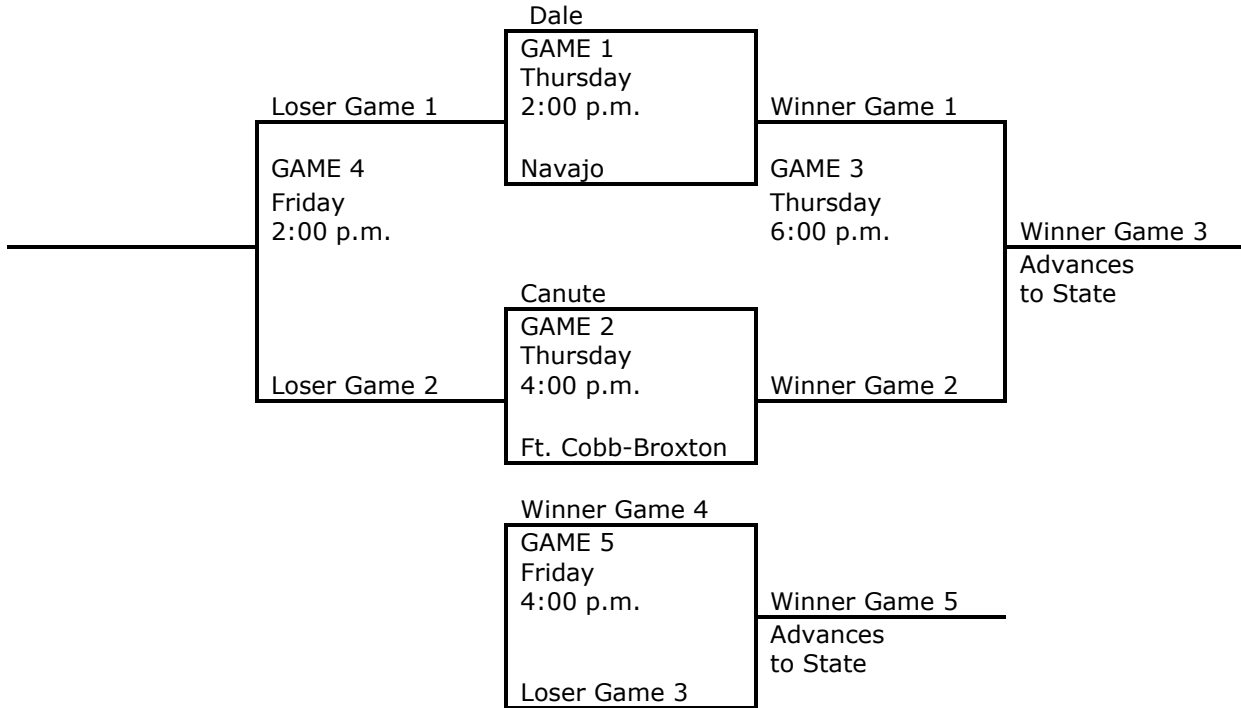 Dale
GAME 1
Thursday
2:00 p.m.
Navajo
Loser Game 1
Winner Game 1
GAME 4
Friday
2:00 p.m.
GAME 3
Thursday
6:00 p.m.
Winner Game 3
Advances
to State
Canute
GAME 2
Thursday
4:00 p.m.
Ft. Cobb-Broxton
Loser Game 2
Winner Game 2
Winner Game 4
GAME 5
Friday
4:00 p.m.
Loser Game 3
Winner Game 5
Advances
to State